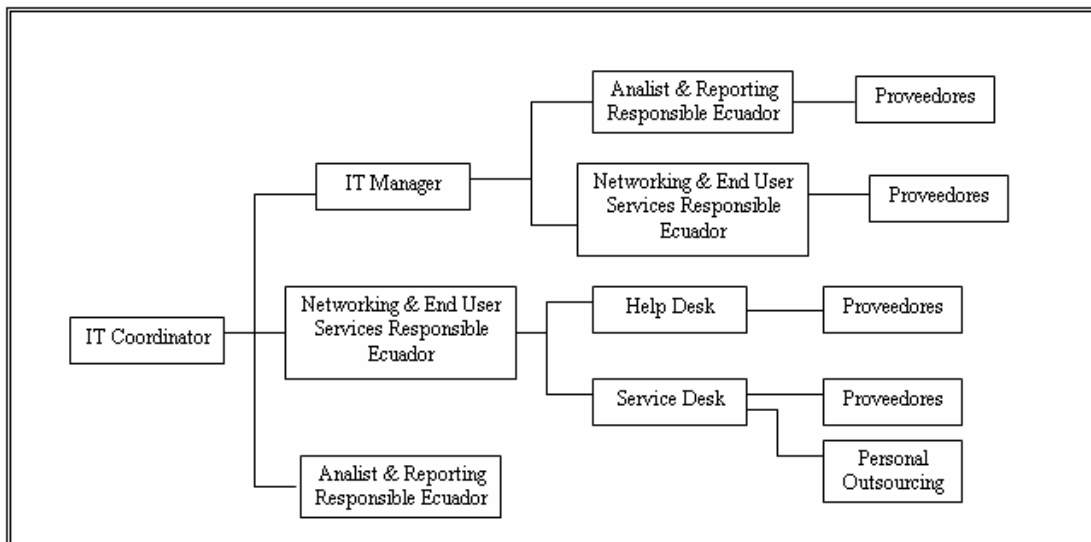 Analist & Reporting
Responsible Ecuador
Proveedores
IT Manager
Networking & End User
Services Responsible
Ecuador
Proveedores
IT Coordinator
Networking & End User
Services Responsible
Ecuador
Help Desk
Proveedores
Service Desk
Proveedores
Personal
Outsourcing
Analist & Reporting
Responsible Ecuador